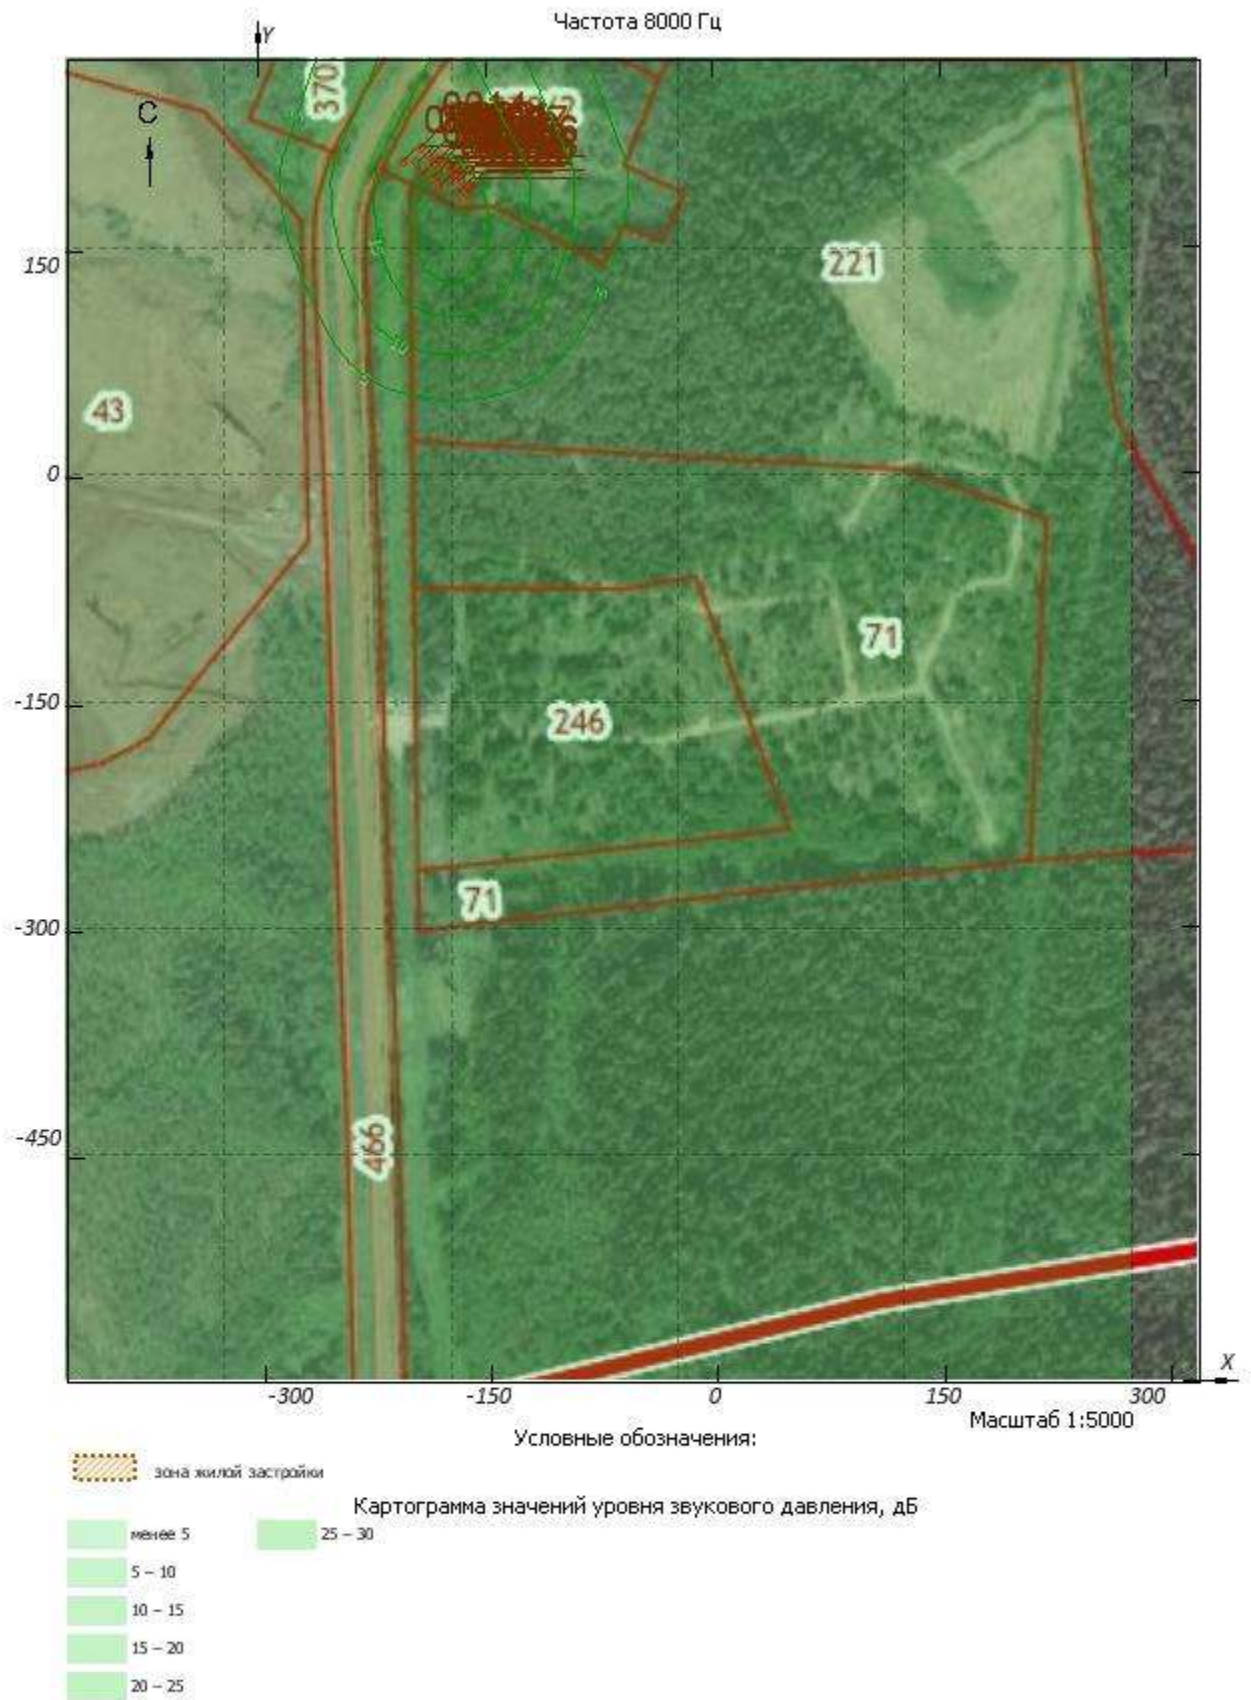 Частота 8000 Гц
Y
С
370
150
221
43
0
71
-150
246
71
-300
466
-450
X
-300 -150 0 150 300
Масштаб 1:5000
Условные обозначения:
зона жилой застройки
Картограмма значений уровня звукового давления, дБ
менее 5 25 – 30
5 – 10
10 – 15
15 – 20
20 – 25